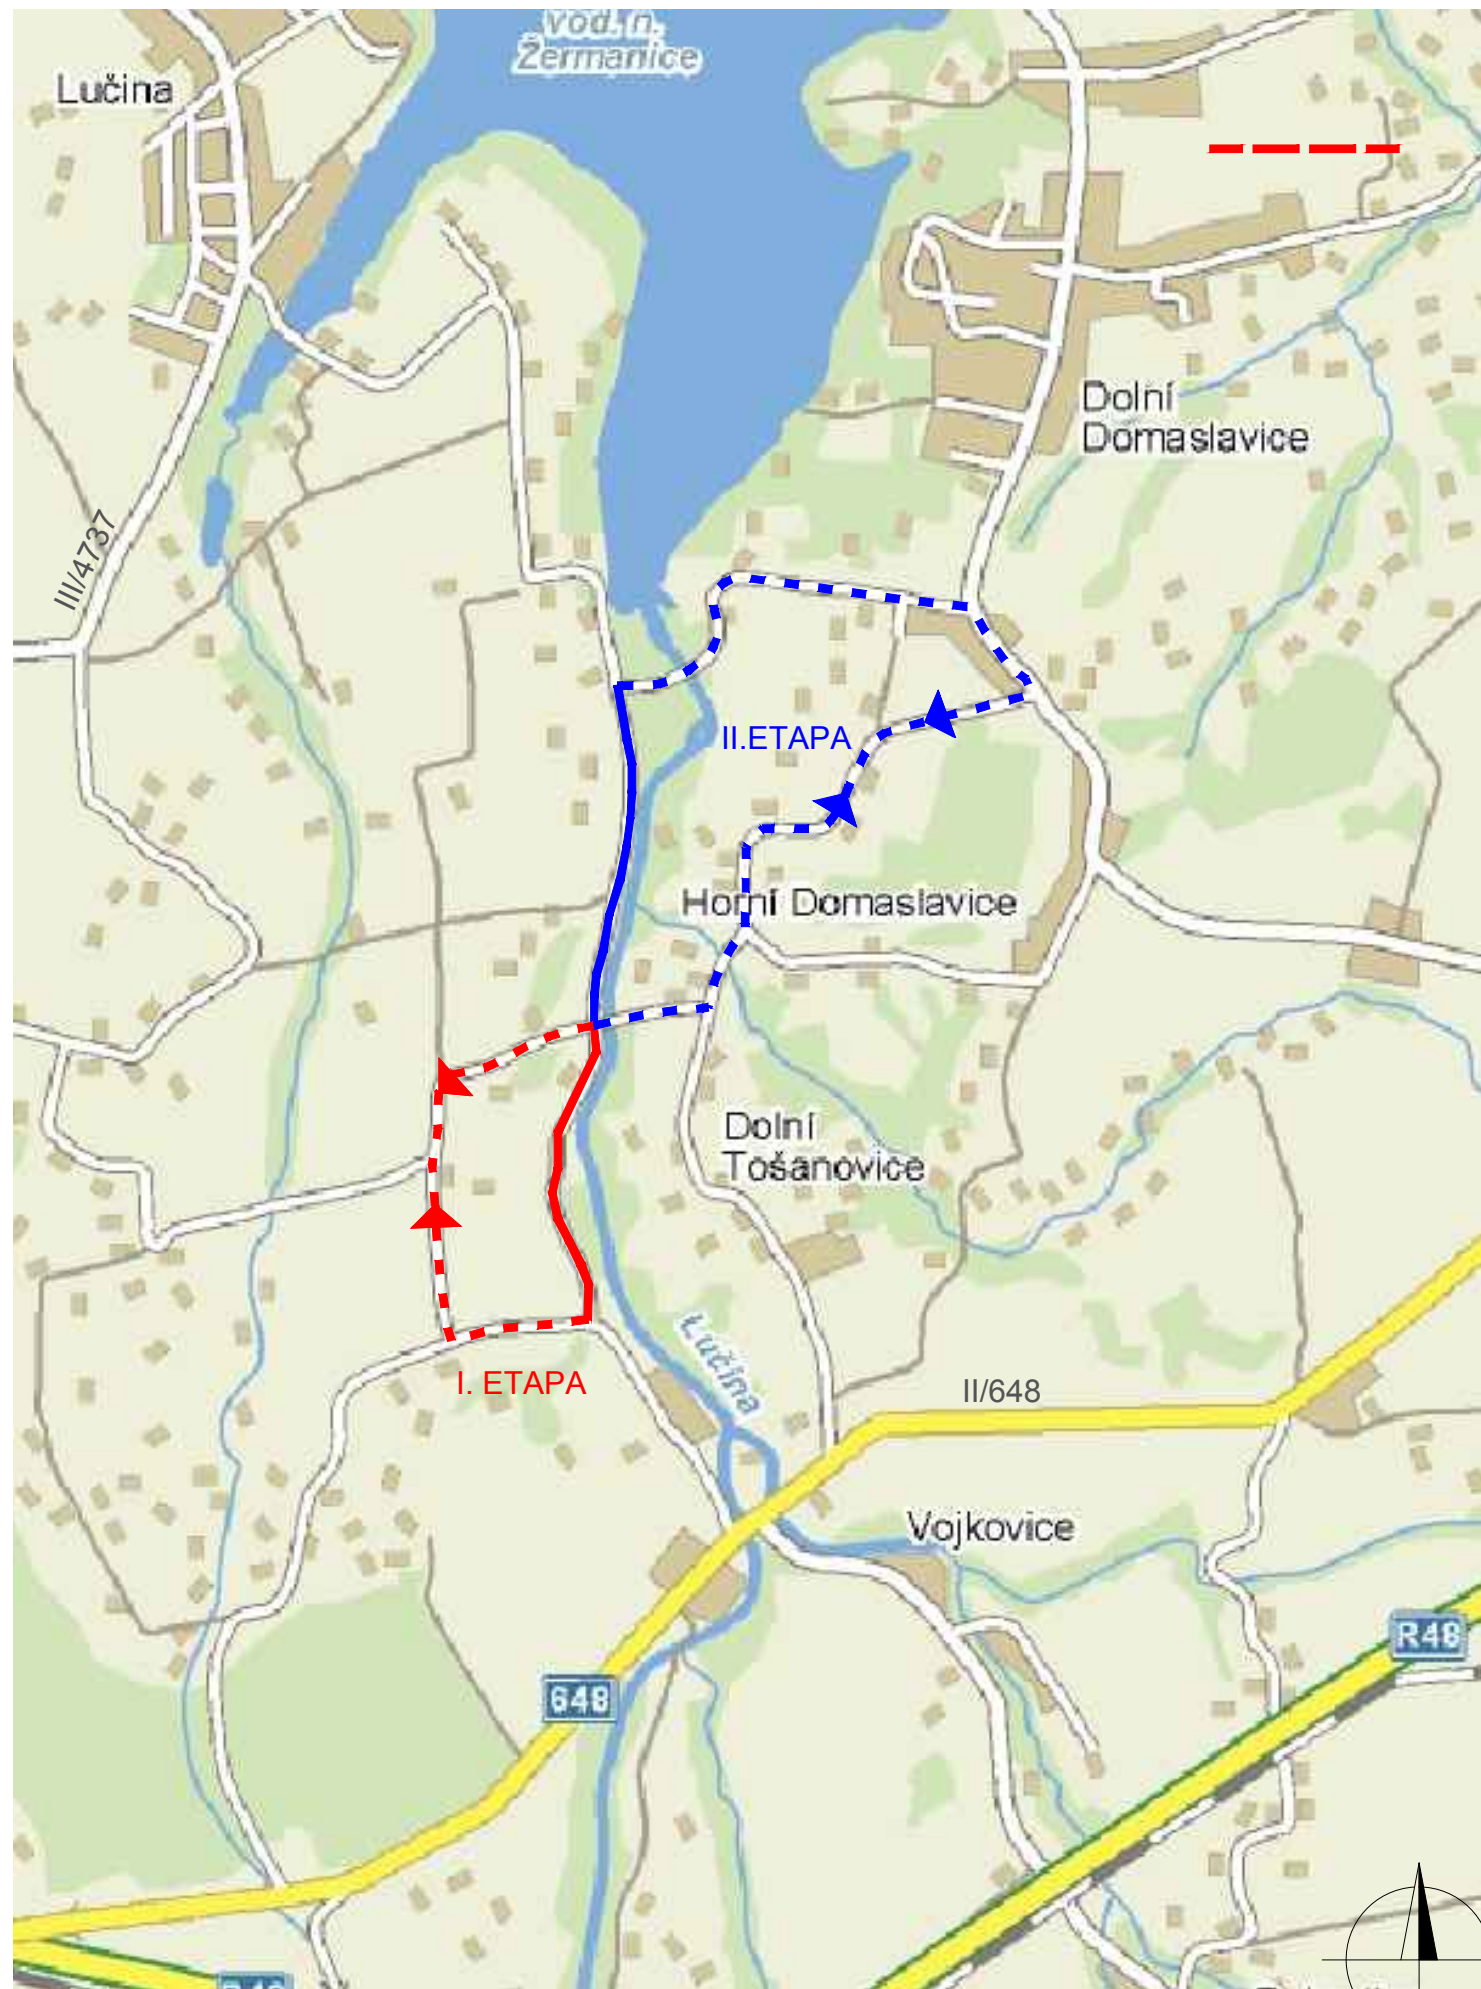 vod. n.
Žermanice
Lučina
Dolní
Domaslavice
III/4737
II.ETAPA
Horní Domaslavice
Dolní
Tošanovice
Lučina
I. ETAPA
II/648
Vojkovice
R48
648